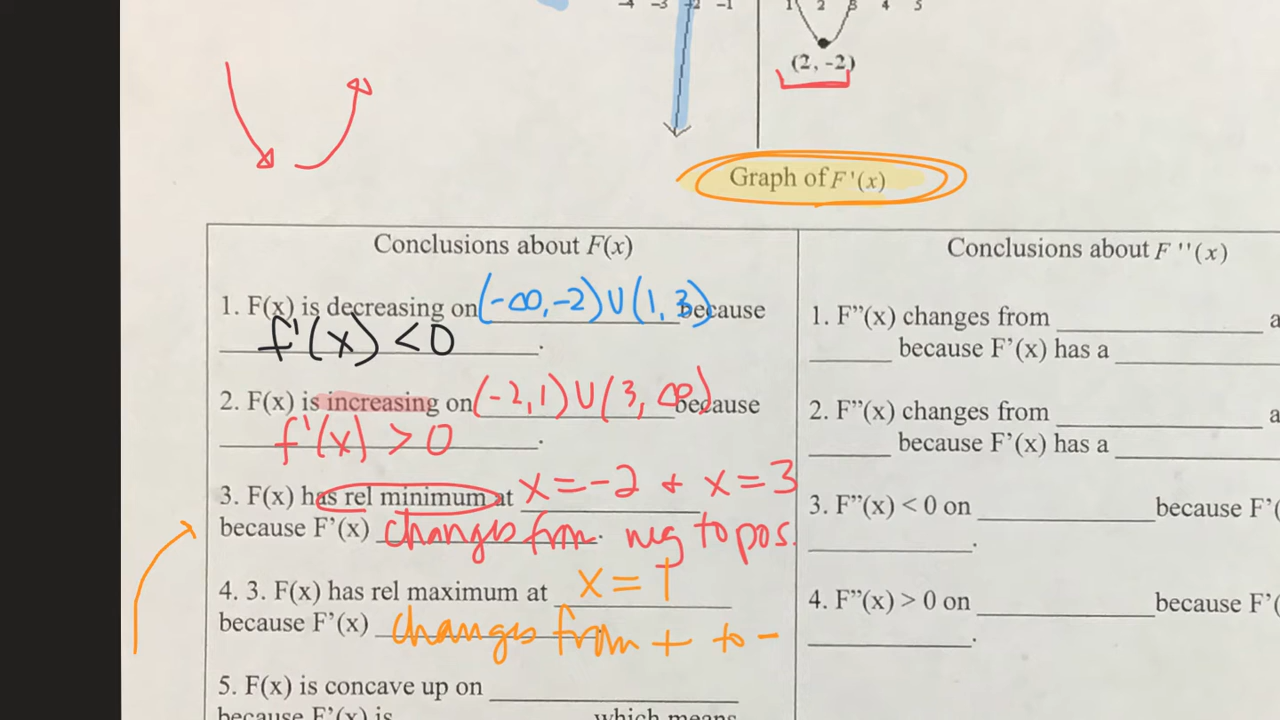 -4 -3 -2 -1 1 2 3 4 5
(2, -2)
Graph of F'(x)
Conclusions about F(x)
1. F(x) is decreasing on (-∞,-2)∪(1,3) because
f'(x) <0.
2. F(x) is increasing on (-2,1)∪(3,∞) because
f'(x) > 0.
3. F(x) has rel minimum at x=-2 + x=3
because F'(x) changes from neg to pos.
4. 3. F(x) has rel maximum at x=1
because F'(x) changes from + to -
5. F(x) is concave up on
because F'(x) is which means
Conclusions about F ''(x)
1. F”(x) changes from a
because F’(x) has a
2. F”(x) changes from a
because F’(x) has a
3. F”(x) < 0 on because F'(
.
4. F”(x) > 0 on because F'(
.